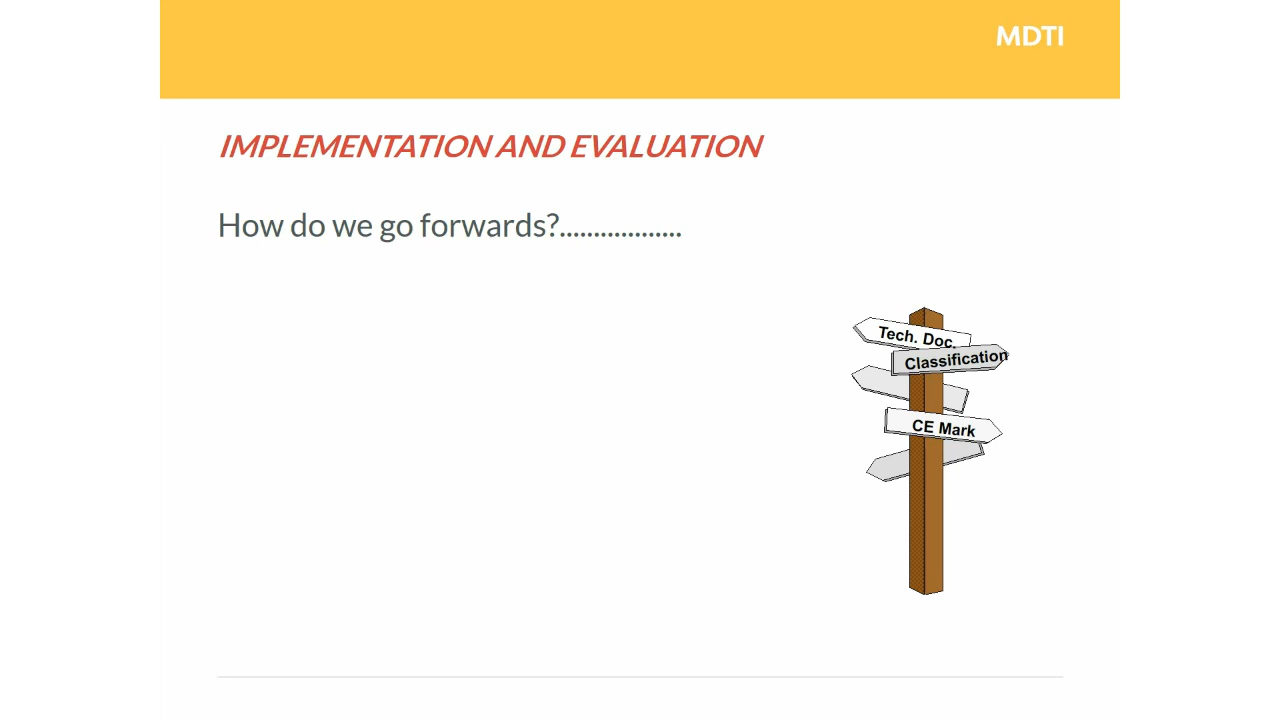 MDTI
IMPLEMENTATION AND EVALUATION
How do we go forwards?..................
Tech. Doc.
Classification
CE Mark